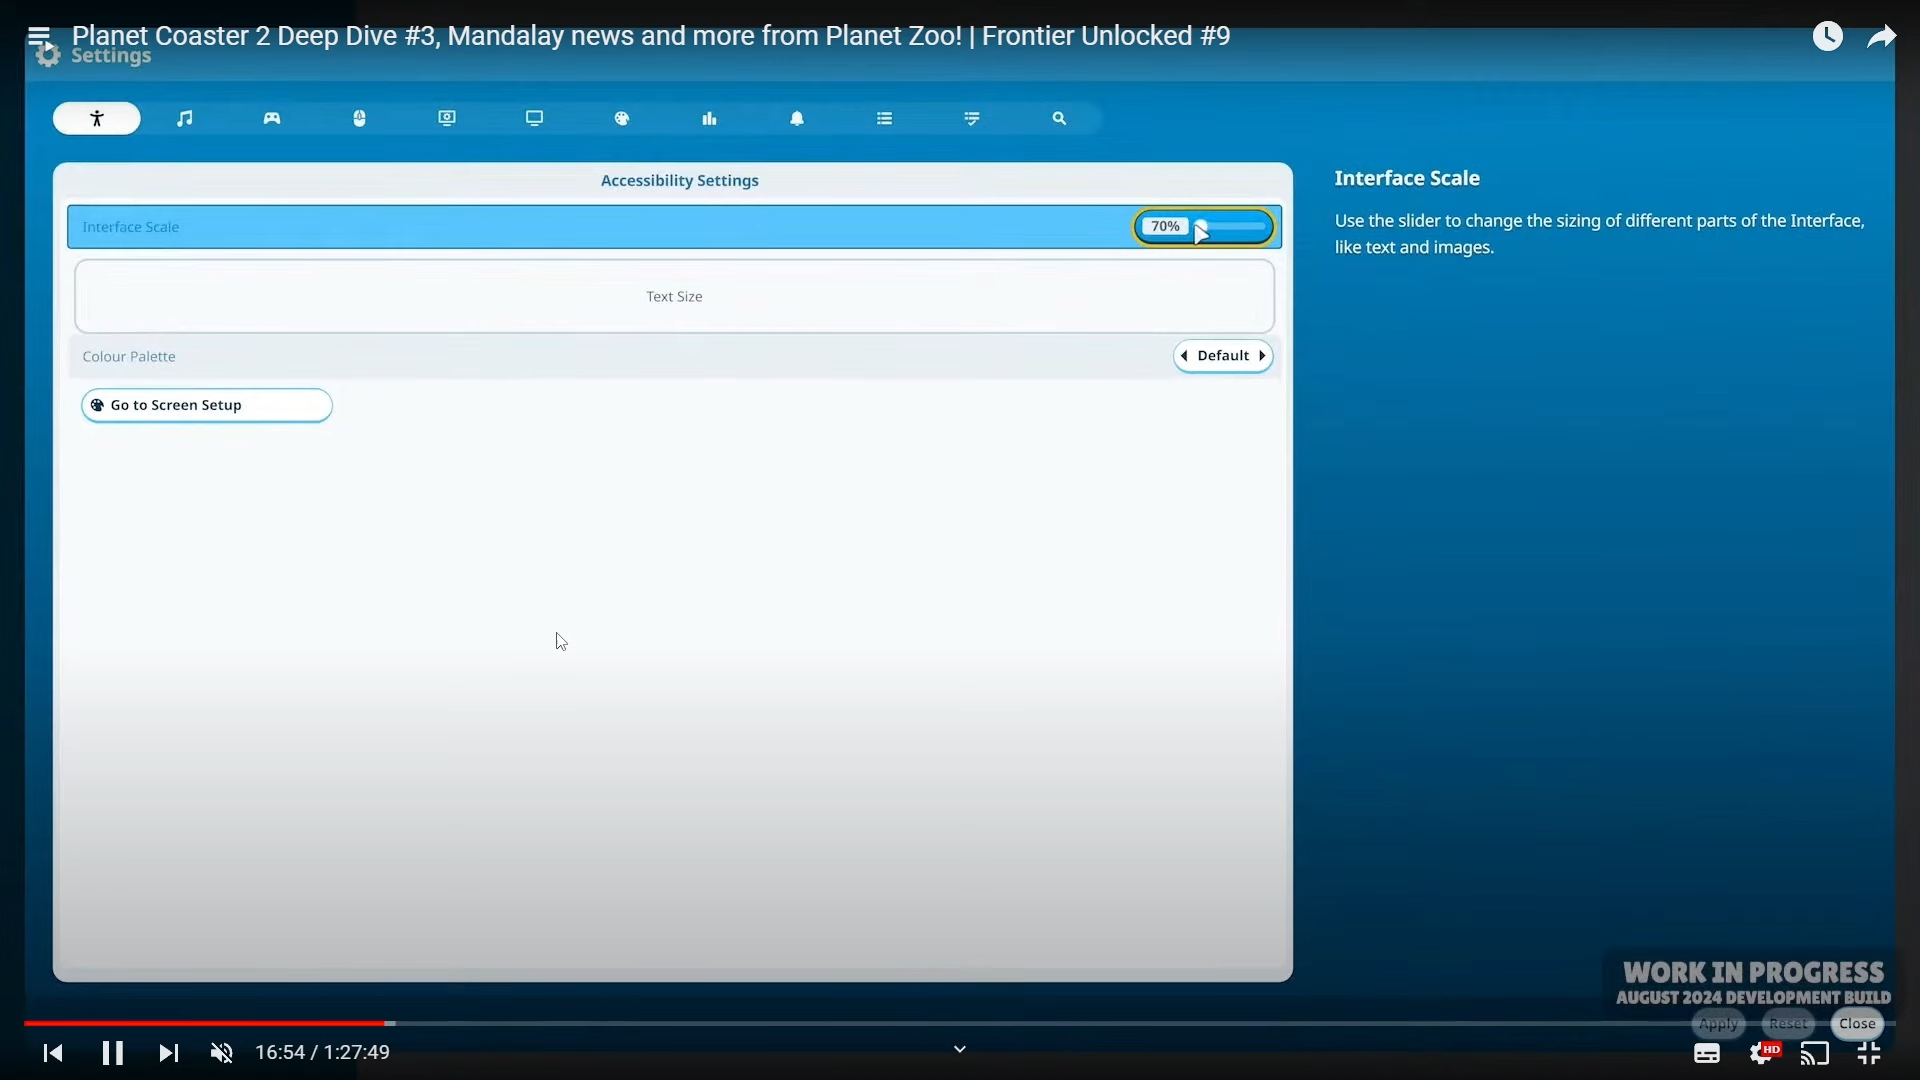 Planet Coaster 2 Deep Dive #3, Mandalay news and more from Planet Zoo! | Frontier Unlocked #9
Settings
Accessibility Settings
Interface Scale
70%
Text Size
Colour Palette
Default
Go to Screen Setup
Interface Scale
Use the slider to change the sizing of different parts of the Interface,
like text and images.
WORK IN PROGRESS
AUGUST 2024 DEVELOPMENT BUILD
Apply
Reset
Close
16:54 / 1:27:49
HD